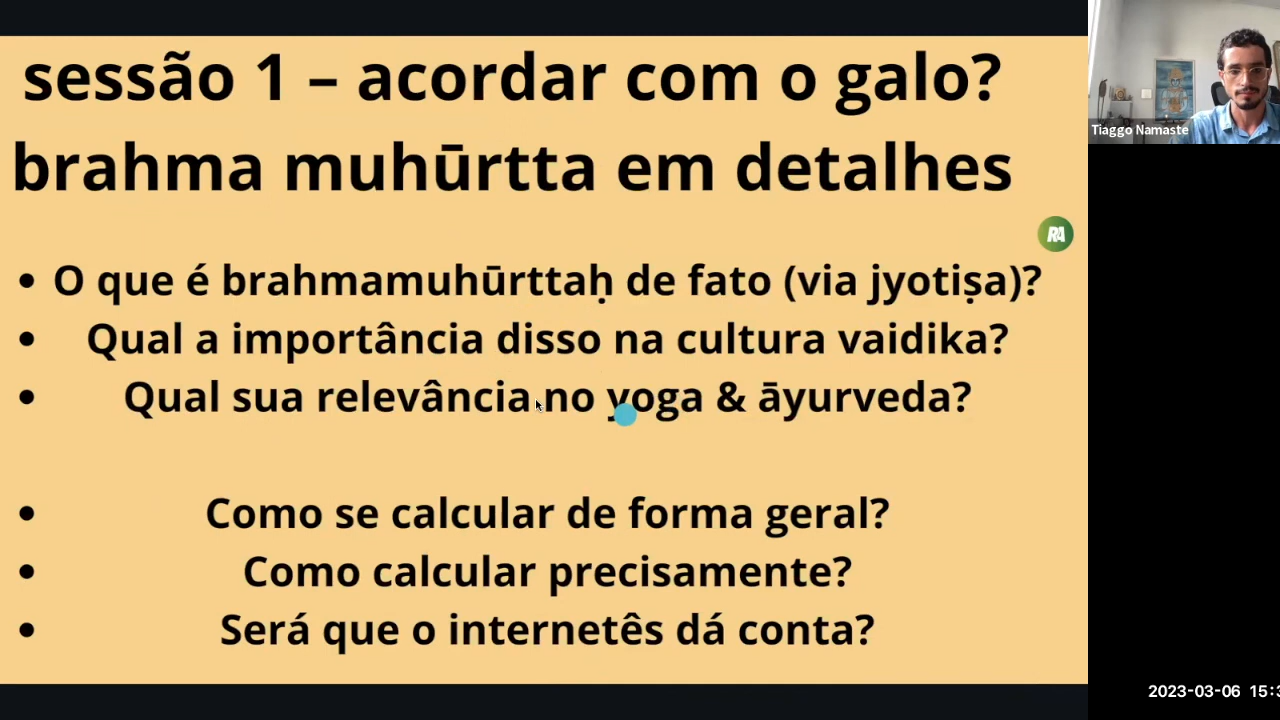 sessão 1 – acordar com o galo?
brahma muhūrtta em detalhes
RA
• O que é brahmamuhūrttaḥ de fato (via jyotiṣa)?
• Qual a importância disso na cultura vaidika?
• Qual sua relevância no yoga & āyurveda?
• Como se calcular de forma geral?
• Como calcular precisamente?
• Será que o internetês dá conta?
Tiaggo Namaste
2023-03-06 15:3